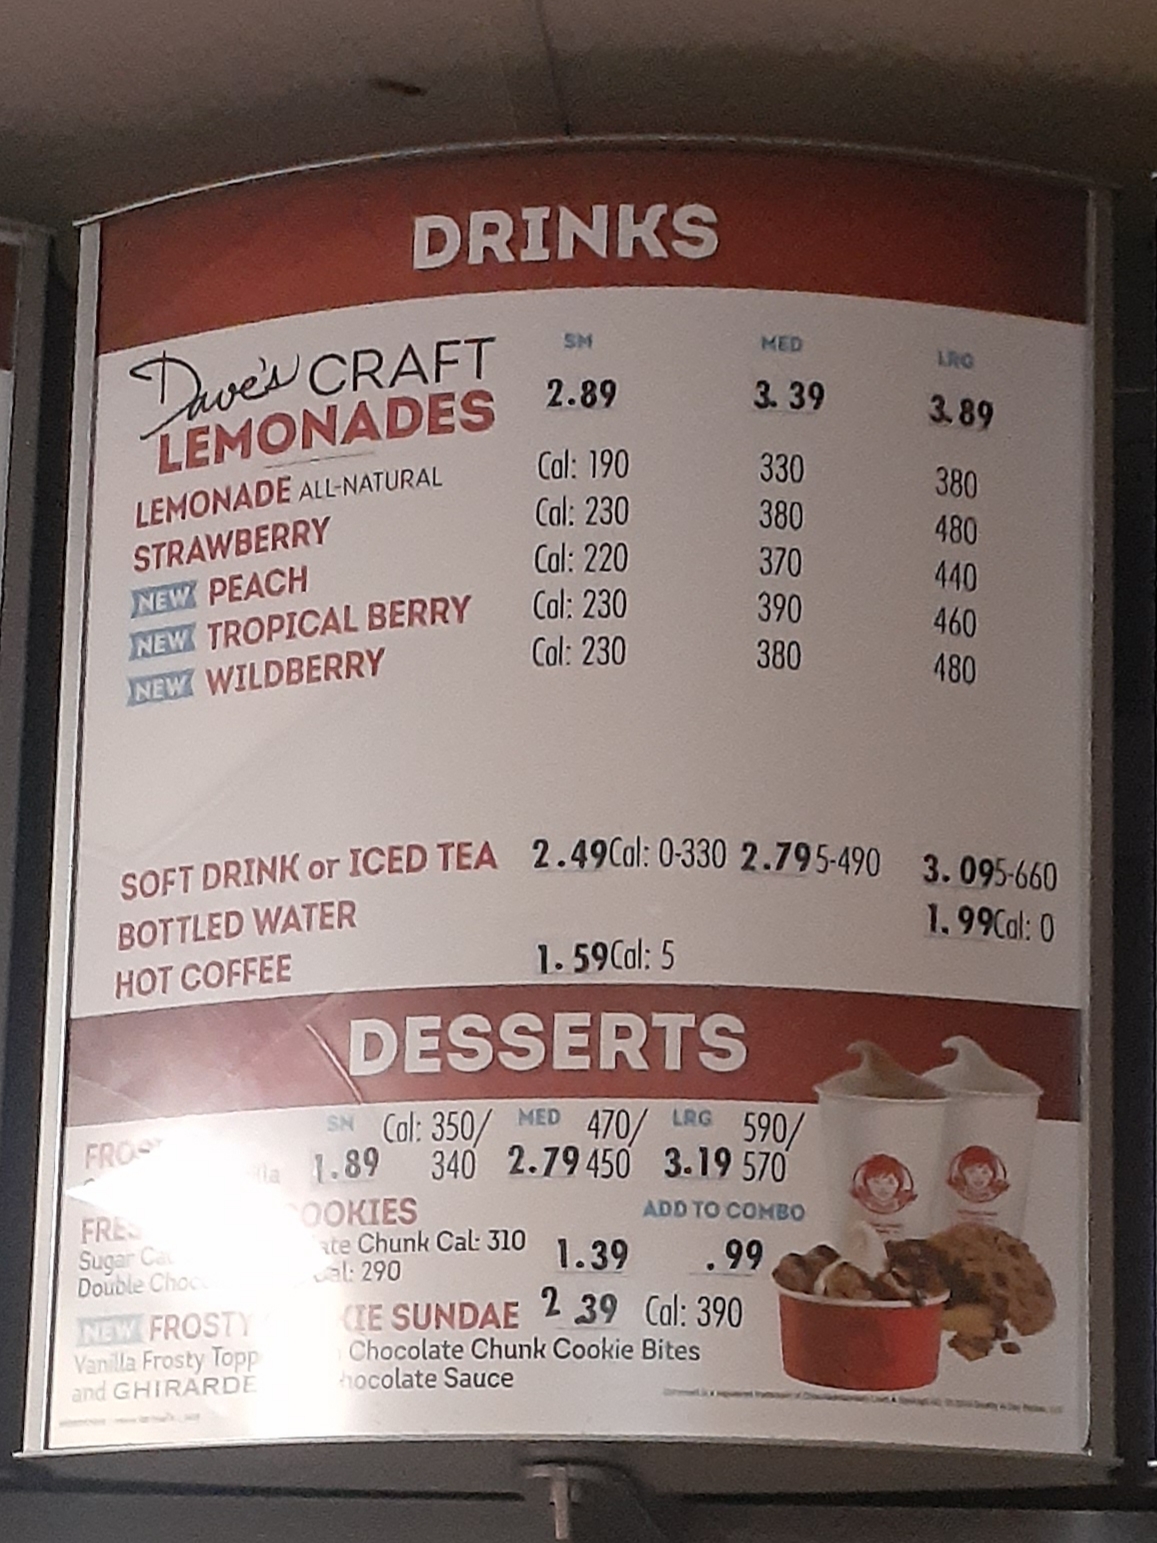 DRINKS
SM MED LRG
Dave's CRAFT
LEMONADES 2.89 3.39 3.89
LEMONADE ALL-NATURAL Cal: 190 330 380
STRAWBERRY Cal: 230 380 480
NEW PEACH Cal: 220 370 440
NEW TROPICAL BERRY Cal: 230 390 460
NEW WILDBERRY Cal: 230 380 480
SOFT DRINK or ICED TEA 2.49 Cal: 0-330 2.79 5-490 3.09 5-660
BOTTLED WATER 1.99 Cal: 0
HOT COFFEE 1.59 Cal: 5
DESSERTS
SM Cal: 350/ MED 470/ LRG 590/
1.89 340 2.79 450 3.19 570
OOKIES ADD TO COMBO
Sugar Chunk Cal: 310 1.39 .99
Double Cal: 290
NEW FROSTY SUNDAE 2 39 Cal: 390
Vanilla Frosty Chocolate Chunk Cookie Bites
and GHIRARDE hocolate Sauce